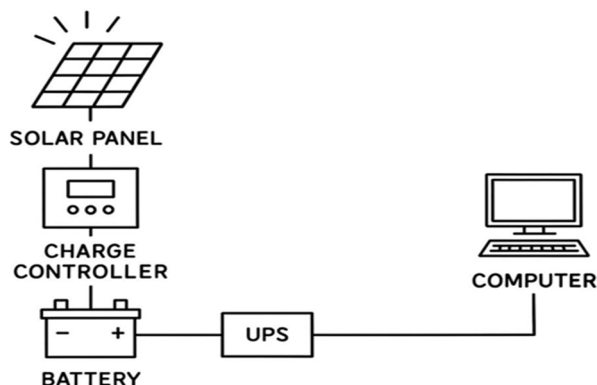 SOLAR PANEL
CHARGE
CONTROLLER
− +
BATTERY
UPS
COMPUTER